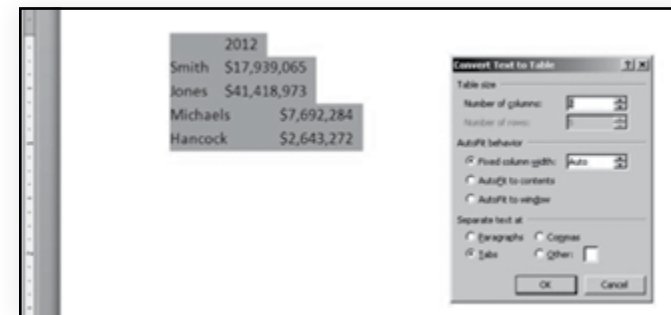 2012
Smith $17,939,065
Jones $41,418,973
Michaels $7,692,284
Hancock $2,643,272
Convert Text to Table
Table size
Number of columns:
Number of rows:
AutoFit behavior
Fixed column width: Auto
AutoFit to contents
AutoFit to window
Separate text at
Paragraphs Commas
Tabs Other:
OK Cancel